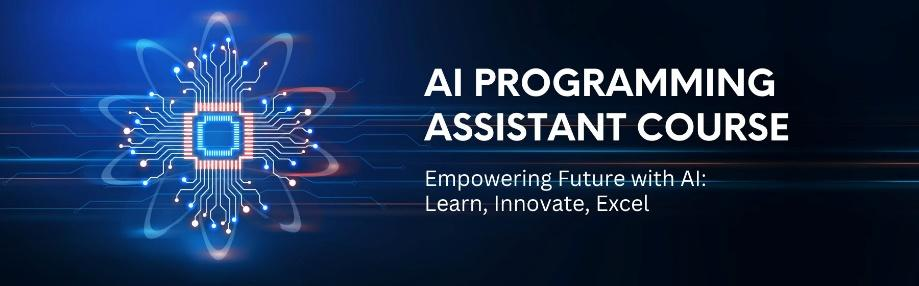 AI PROGRAMMING
ASSISTANT COURSE
Empowering Future with AI:
Learn, Innovate, Excel